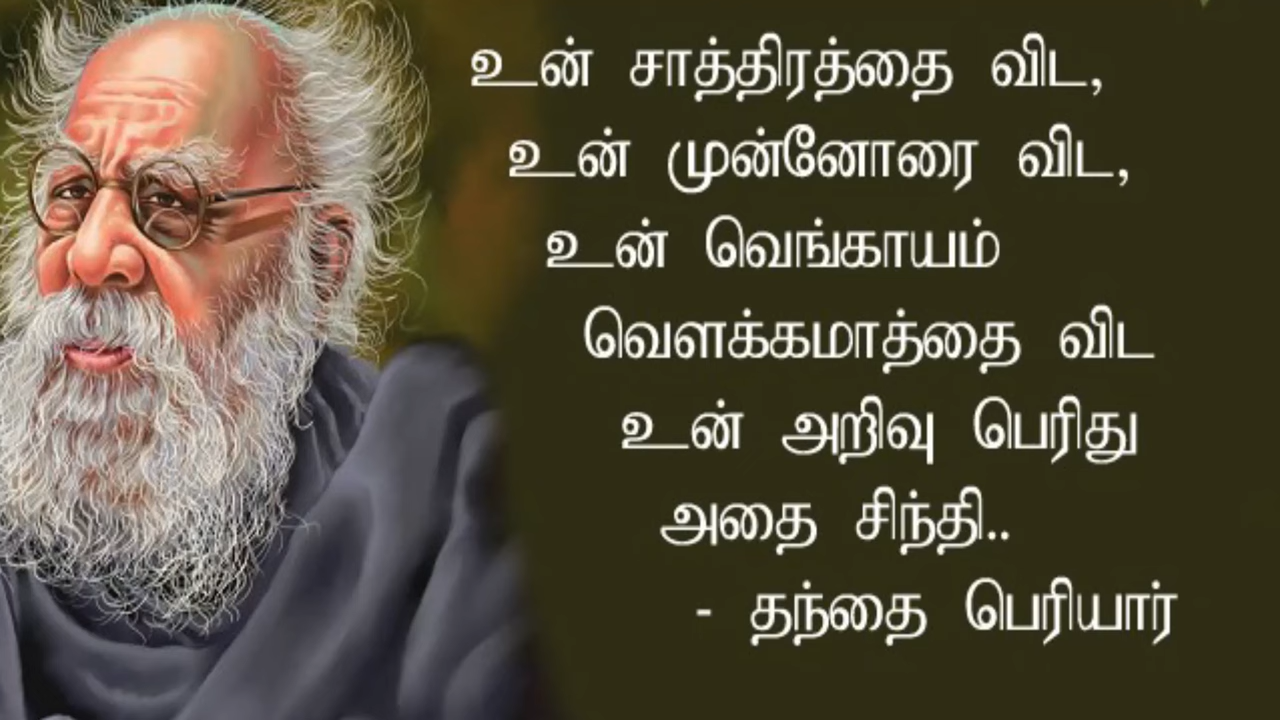 உன் சாத்திரத்தை விட,
உன் முன்னோரை விட,
உன் வெங்காயம்
வெளக்கமாத்தை விட
உன் அறிவு பெரிது
அதை சிந்தி..
- தந்தை பெரியார்